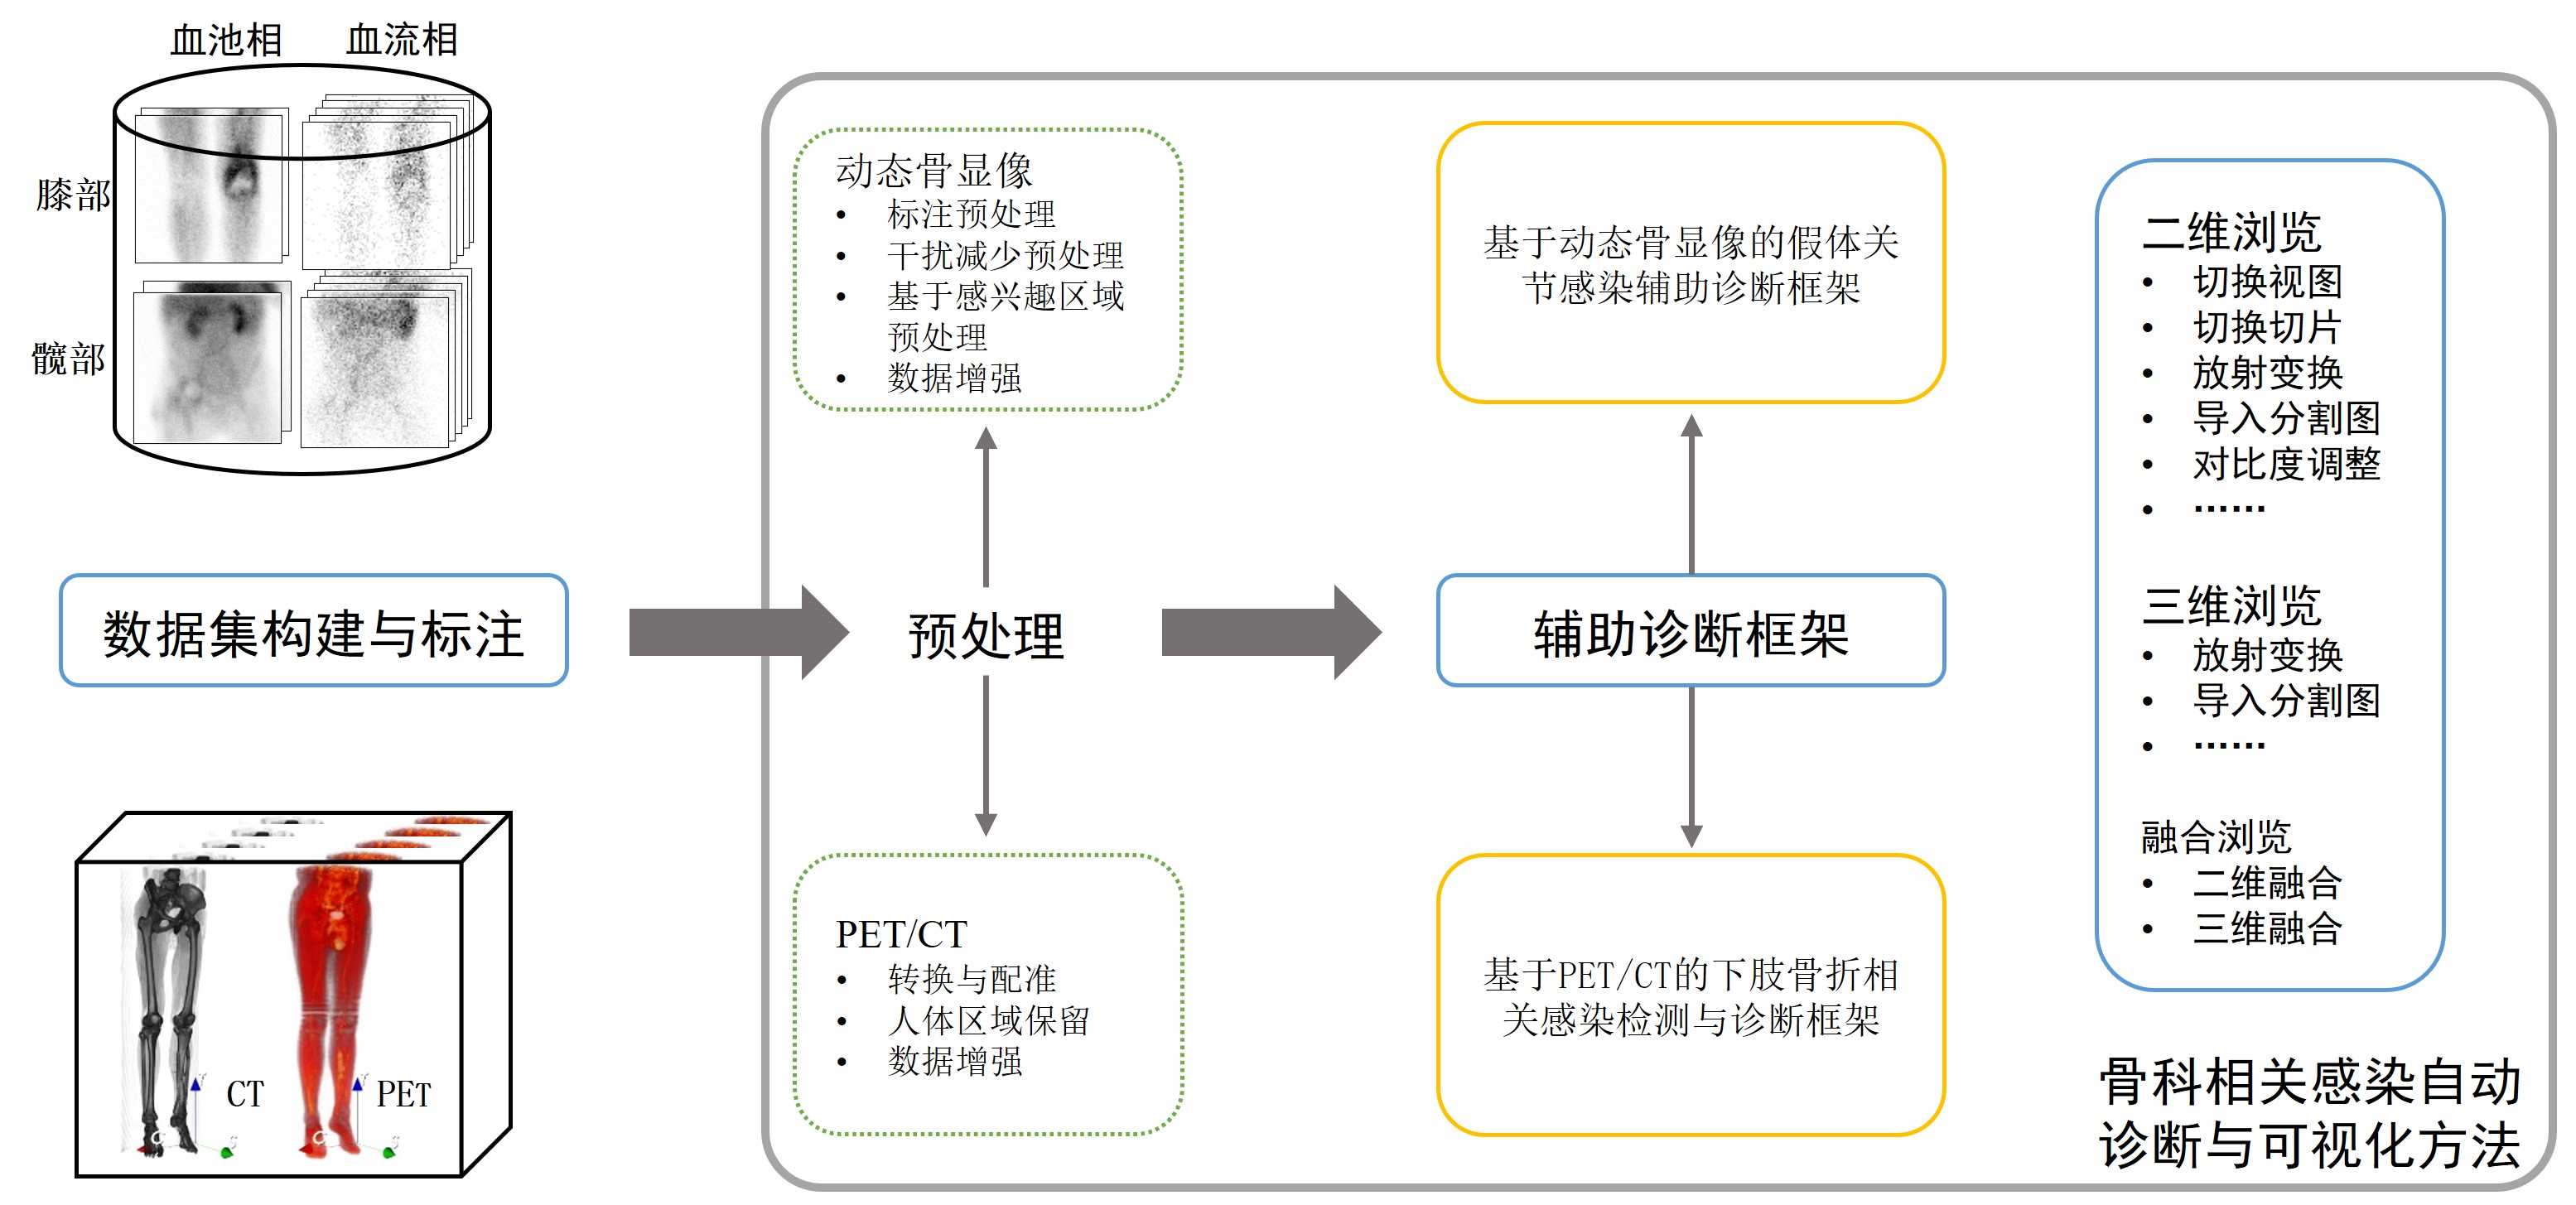 血池相
血流相
膝部
髋部
数据集构建与标注
CT
PET
动态骨显像
• 标注预处理
• 干扰减少预处理
• 基于感兴趣区域
预处理
• 数据增强
预处理
PET/CT
• 转换与配准
• 人体区域保留
• 数据增强
基于动态骨显像的假体关
节感染辅助诊断框架
辅助诊断框架
基于PET/CT的下肢骨折相
关感染检测与诊断框架
二维浏览
• 切换视图
• 切换切片
• 放射变换
• 导入分割图
• 对比度调整
• ……
三维浏览
• 放射变换
• 导入分割图
• ……
融合浏览
• 二维融合
• 三维融合
骨科相关感染自动
诊断与可视化方法